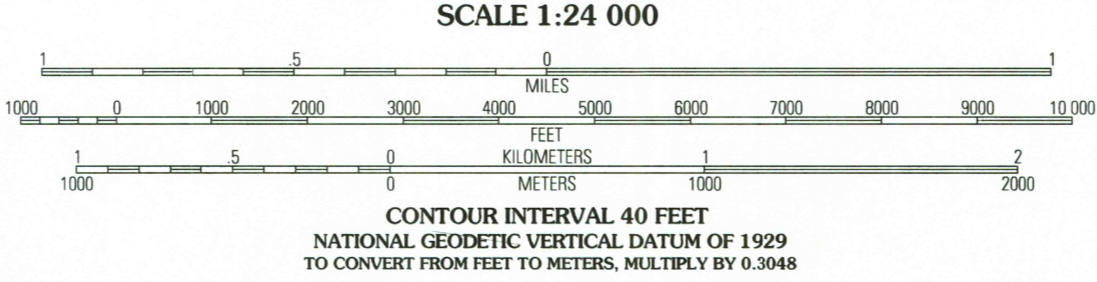 SCALE 1:24 000
1 .5 0 1
MILES
1000 0 1000 2000 3000 4000 5000 6000 7000 8000 9000 10 000
FEET
1 .5 0 KILOMETERS 1 2
1000 0 METERS 1000 2000
CONTOUR INTERVAL 40 FEET
NATIONAL GEODETIC VERTICAL DATUM OF 1929
TO CONVERT FROM FEET TO METERS, MULTIPLY BY 0.3048